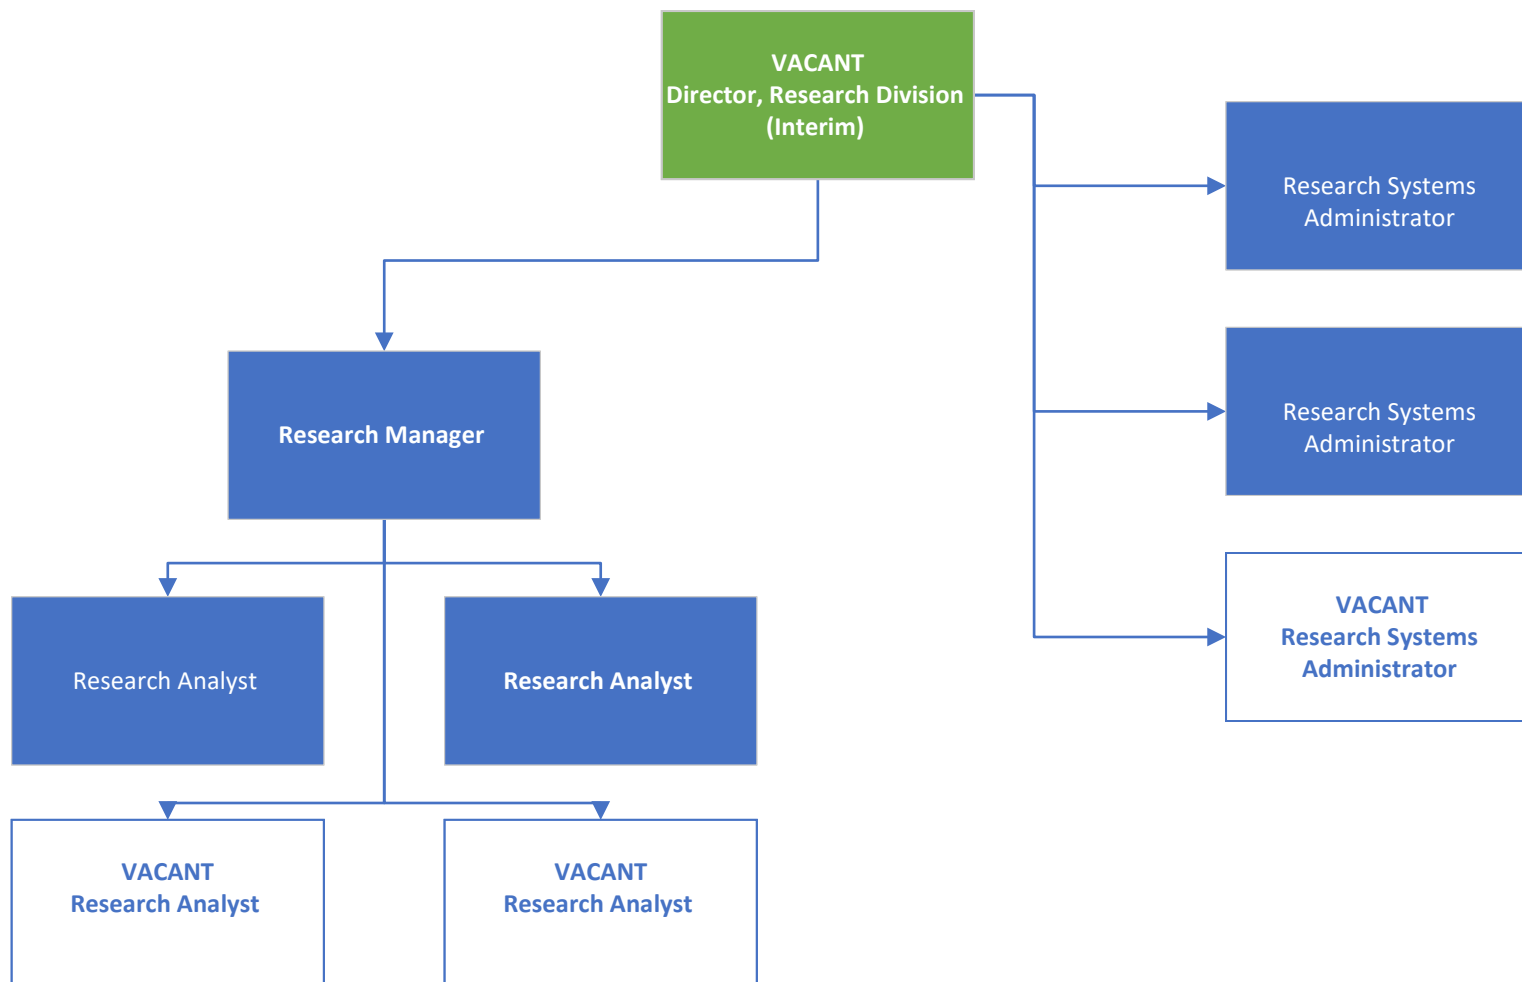 VACANT
Director, Research Division
(Interim)
Research Systems
Administrator
Research Systems
Administrator
VACANT
Research Systems
Administrator
Research Manager
Research Analyst
Research Analyst
VACANT
Research Analyst
VACANT
Research Analyst